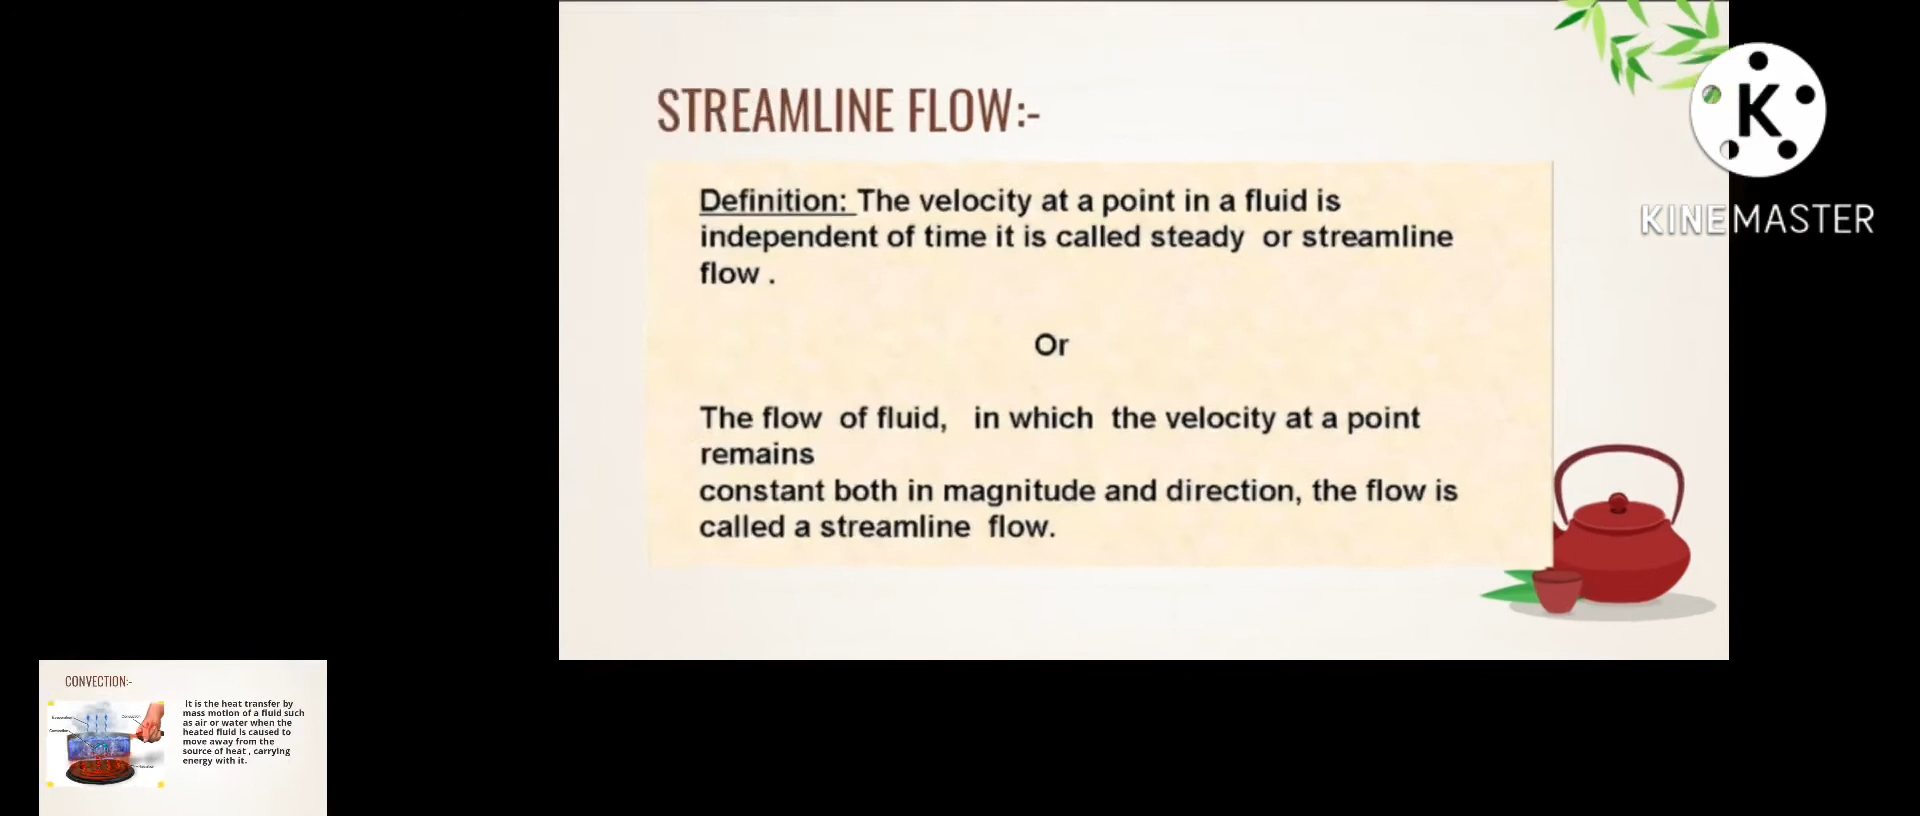 STREAMLINE FLOW:-
Definition: The velocity at a point in a fluid is
independent of time it is called steady or streamline
flow .
Or
The flow of fluid, in which the velocity at a point
remains
constant both in magnitude and direction, the flow is
called a streamline flow.
K
KINEMASTER
CONVECTION:-
It is the heat transfer by
mass motion of a fluid such
as air or water when the
heated fluid is caused to
move away from the
source of heat , carrying
energy with it.